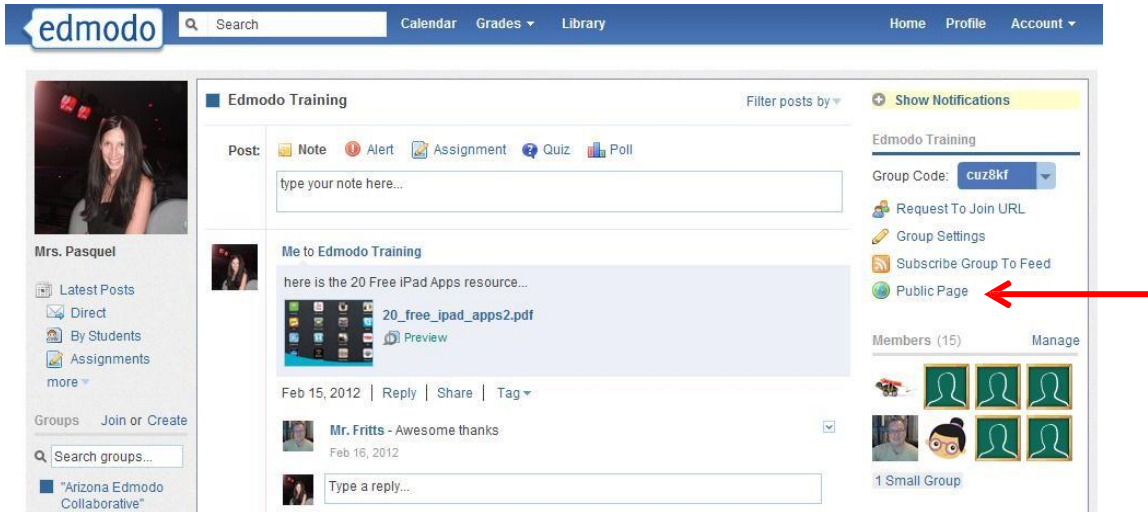 edmodo Search Calendar Grades Library Home Profile Account
Mrs. Pasquel
Latest Posts
Direct
By Students
Assignments
more
Groups Join or Create
Search groups...
"Arizona Edmodo
Collaborative"
Edmodo Training Filter posts by
Post: Note Alert Assignment Quiz Poll
type your note here...
Me to Edmodo Training
here is the 20 Free iPad Apps resource...
20_free_ipad_apps2.pdf
Preview
Feb 15, 2012 | Reply | Share | Tag
Mr. Fritts - Awesome thanks
Feb 16, 2012
Type a reply...
Show Notifications
Edmodo Training
Group Code: cuz8kf
Request To Join URL
Group Settings
Subscribe Group To Feed
Public Page
Members (15) Manage
1 Small Group